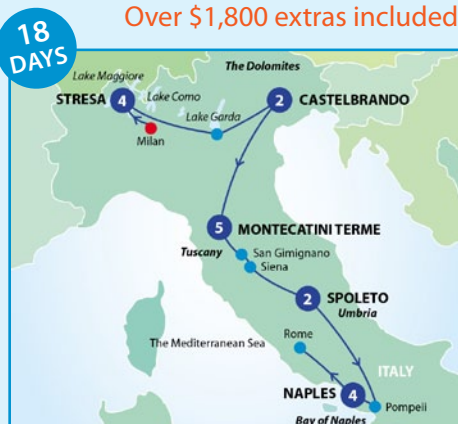 Over $1,800 extras included
18
DAYS
The Dolomites
Lake Maggiore
STRESA 4 Lake Como
2 CASTELBRANDO
Lake Garda
Milan
5 MONTECATINI TERME
Tuscany
San Gimignano
Siena
2 SPOLETO
Umbria
Rome
The Mediterranean Sea
ITALY
NAPLES 4
Pompeii
Bay of Naples